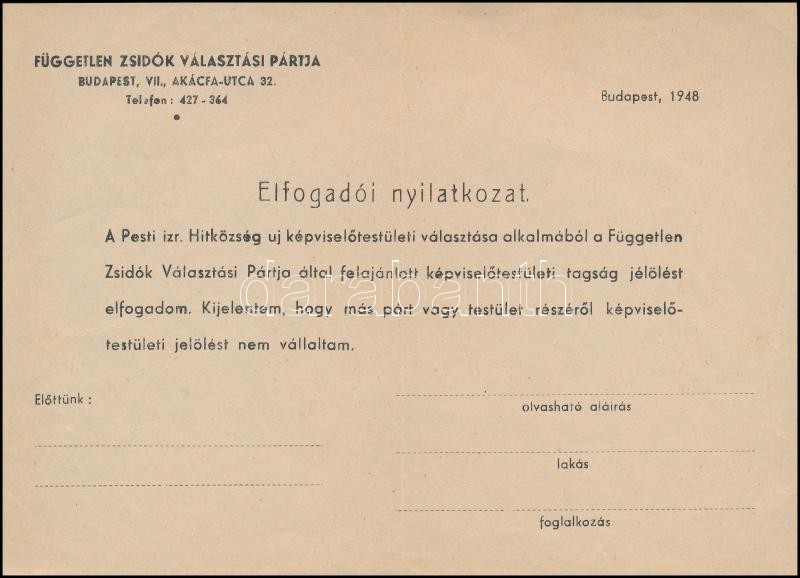 FÜGGETLEN ZSIDÓK VÁLASZTÁSI PÁRTJA
BUDAPEST, VII., AKÁCFA-UTCA 32.
Telefon: 427-364
Budapest, 1948
Elfogadói nyilatkozat.
A Pesti izr. Hitközség uj képviselőtestületi választása alkalmából a Független
Zsidók Választási Pártja által felajánlott képviselőtestületi tagság jelölést
elfogadom. Kijelentem, hogy más párt vagy testület részéről képviselő-
testületi jelölést nem vállaltam.
darabanth
Előttünk:
olvasható aláirás
lakás
foglalkozás